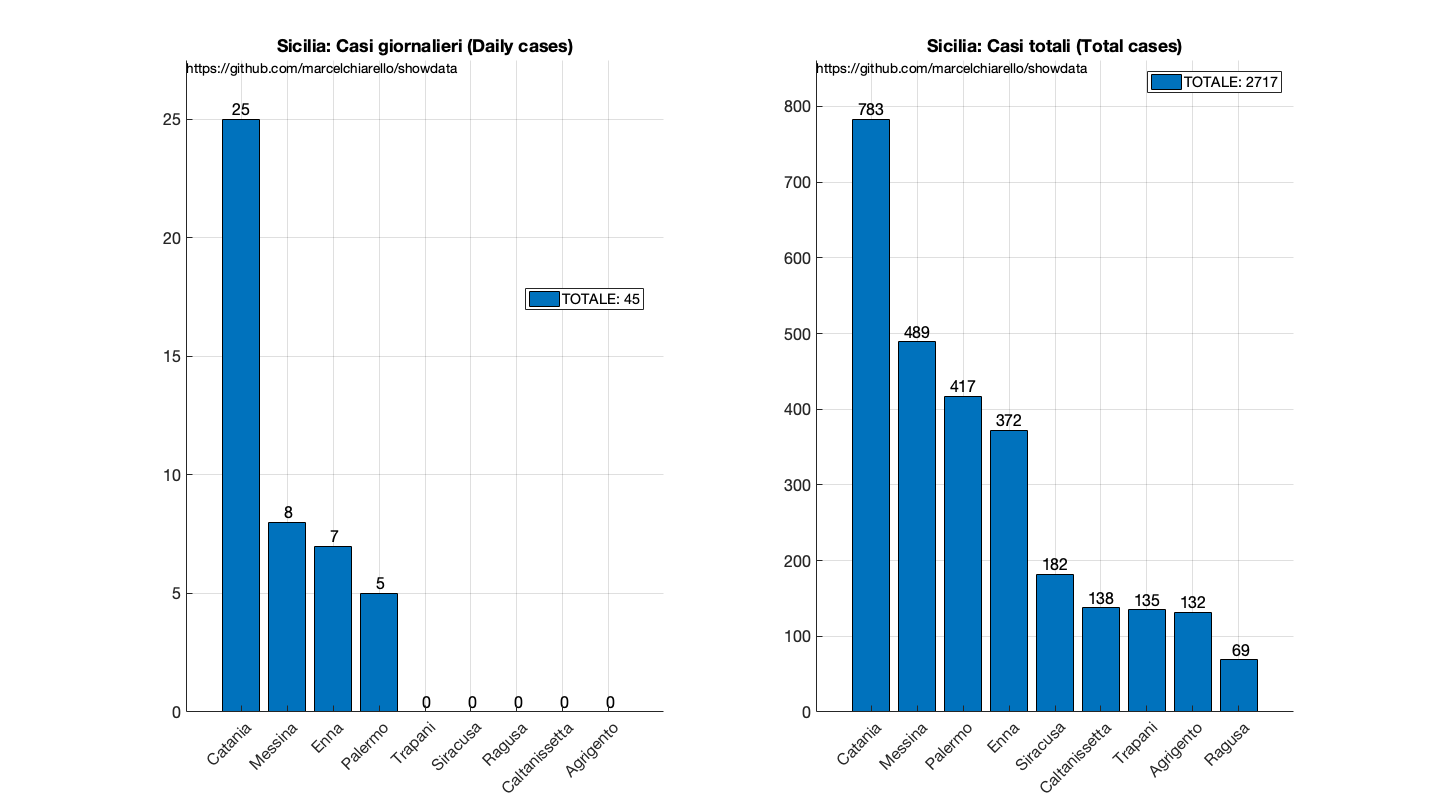 Sicilia: Casi giornalieri (Daily cases)
https://github.com/marcelchiarello/showdata
25
20
15
10
5
0
25
8
7
5
0
0
0
0
0
TOTALE: 45
Catania
Messina
Enna
Palermo
Trapani
Siracusa
Ragusa
Caltanissetta
Agrigento
Sicilia: Casi totali (Total cases)
https://github.com/marcelchiarello/showdata
TOTALE: 2717
800
700
600
500
400
300
200
100
0
783
489
417
372
182
138
135
132
69
Catania
Messina
Palermo
Enna
Siracusa
Caltanissetta
Trapani
Agrigento
Ragusa